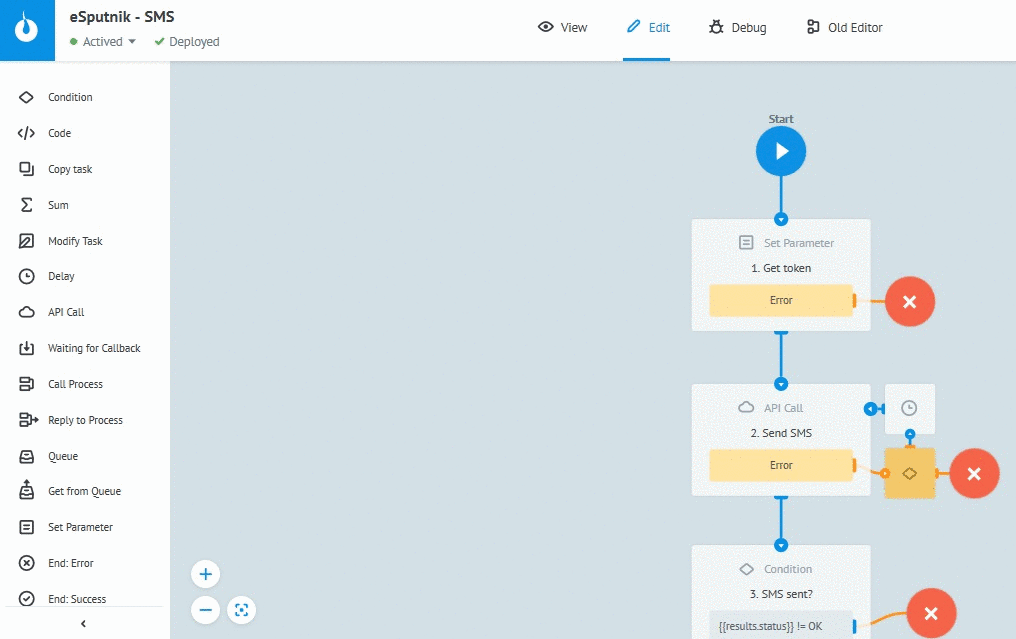 eSputnik - SMS
Actived
Deployed
View
Edit
Debug
Old Editor
Condition
Code
Copy task
Sum
Modify Task
Delay
API Call
Waiting for Callback
Call Process
Reply to Process
Queue
Get from Queue
Set Parameter
End: Error
End: Success
Start
Set Parameter
1. Get token
Error
API Call
2. Send SMS
Error
Condition
3. SMS sent?
{{results.status}} != OK